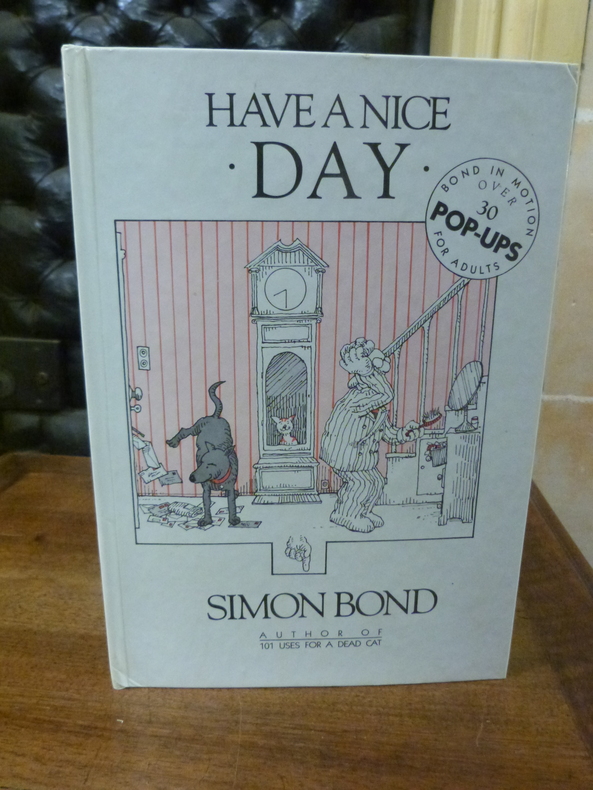 HAVE A NICE
·DAY·
BOND IN MOTION
OVER
30
POP-UPS
FOR ADULTS
SIMON BOND
AUTHOR OF
101 USES FOR A DEAD CAT